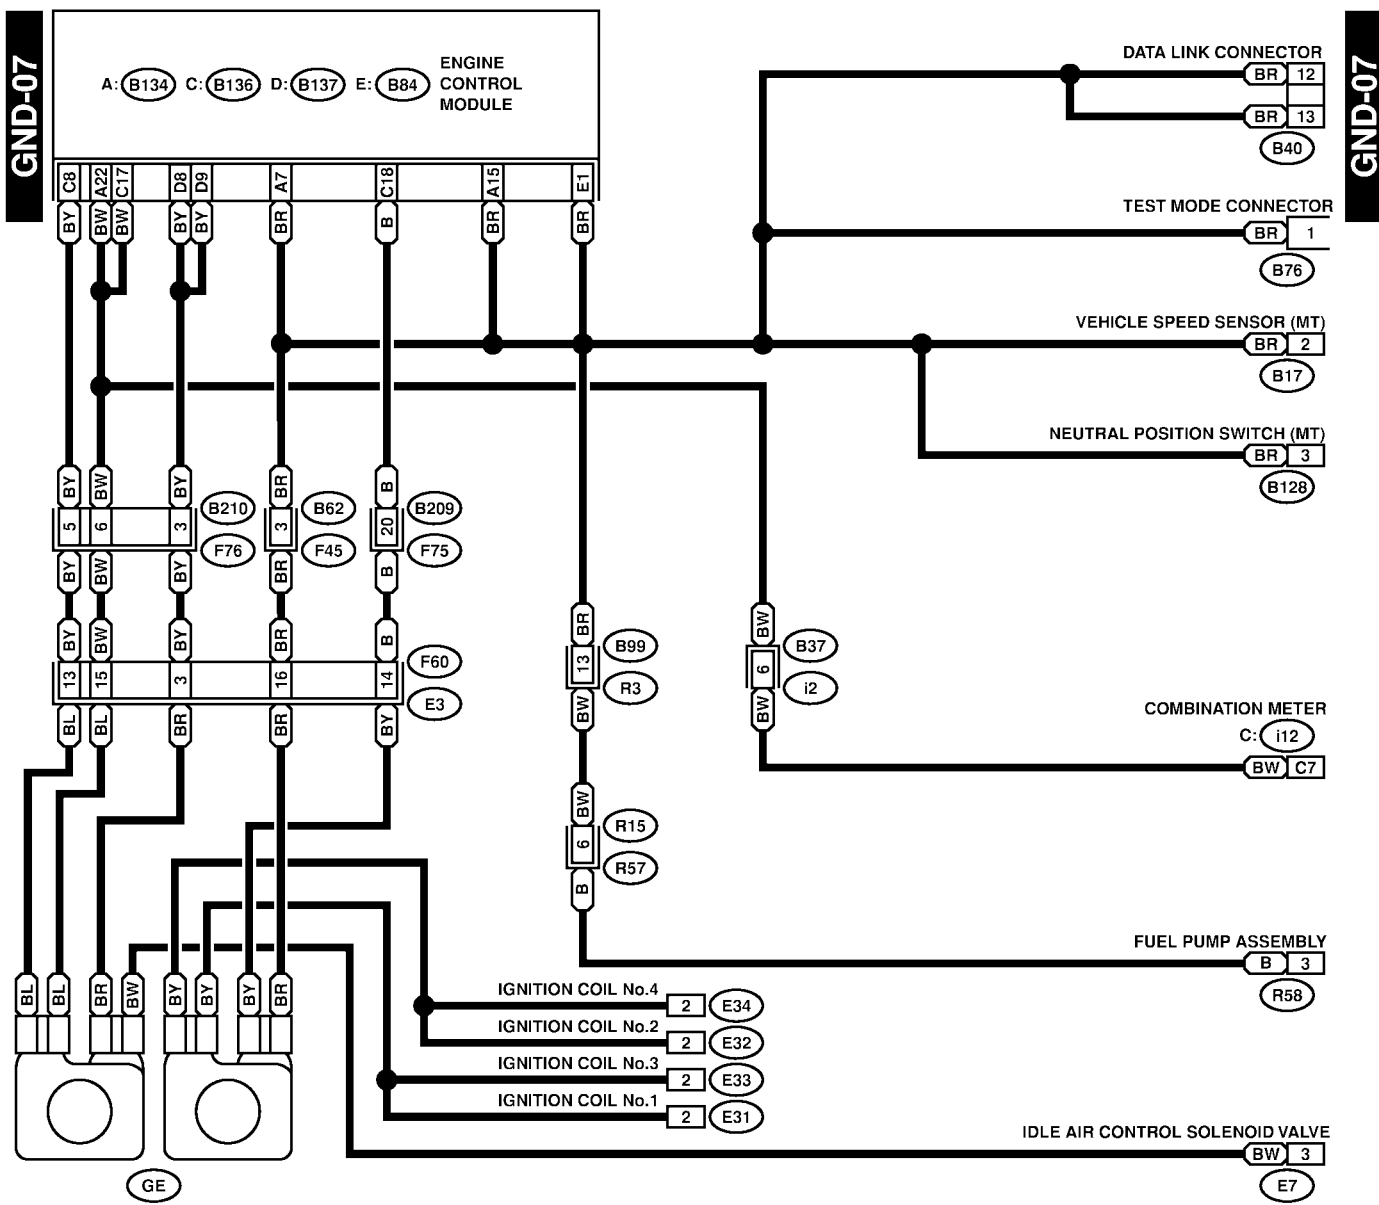 GND-07
GND-07
A: B134 C: B136 D: B137 E: B84
ENGINE
CONTROL
MODULE
C8 A22 C17 D8 D9 A7 C18 A15 E1
BY BW BW BY BY BR B BR BR
DATA LINK CONNECTOR
BR 12
BR 13
B40
TEST MODE CONNECTOR
BR 1
B76
VEHICLE SPEED SENSOR (MT)
BR 2
B17
NEUTRAL POSITION SWITCH (MT)
BR 3
B128
BY BW BY BR B
5 6 3 B210 3 B62 20 B209
F76 F45 F75
BY BW BY BR B
BY BW BY BR B
13 15 3 16 14 F60
E3
BL BL BR BR BY
BR
13 B99
R3
BW
BW
6 B37
i2
BW
COMBINATION METER
C: i12
BW C7
BW
6 R15
R57
B
FUEL PUMP ASSEMBLY
B 3
R58
BL BL BR BW BY BY BY BR
IGNITION COIL No.4 2 E34
IGNITION COIL No.2 2 E32
IGNITION COIL No.3 2 E33
IGNITION COIL No.1 2 E31
IDLE AIR CONTROL SOLENOID VALVE
BW 3
E7
GE